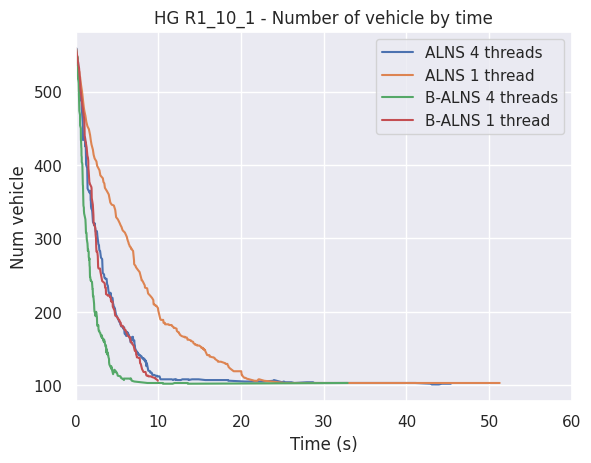 HG R1_10_1 - Number of vehicle by time
ALNS 4 threads
ALNS 1 thread
B-ALNS 4 threads
B-ALNS 1 thread
Num vehicle
500
400
300
200
100
0 10 20 30 40 50 60
Time (s)